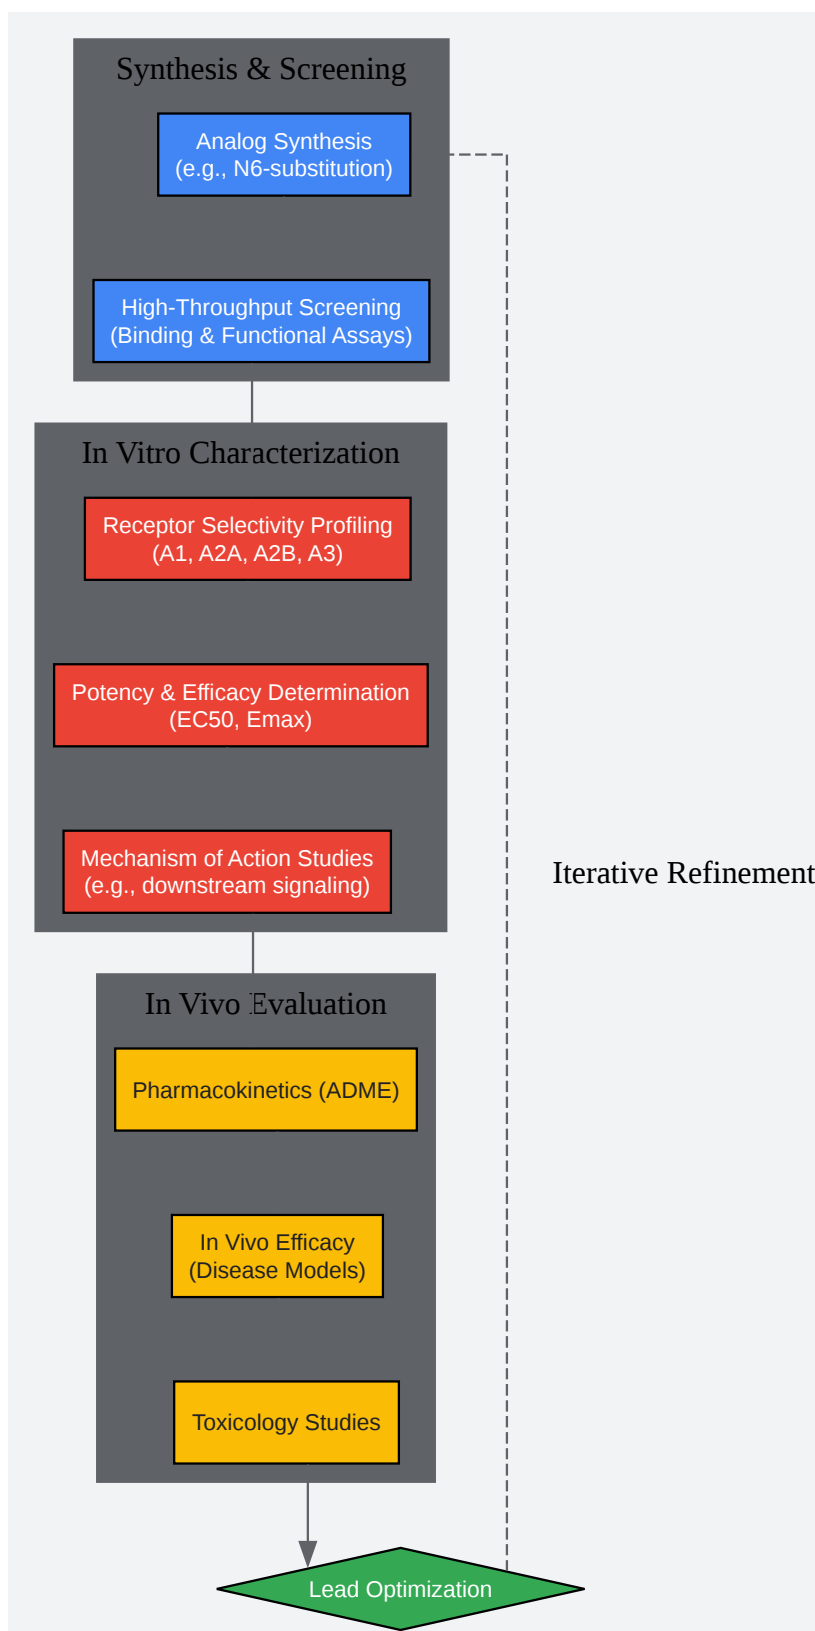 Synthesis & Screening
Analog Synthesis
(e.g., N6-substitution)
High-Throughput Screening
(Binding & Functional Assays)
In Vitro Characterization
Receptor Selectivity Profiling
(A1, A2A, A2B, A3)
Potency & Efficacy Determination
(EC50, Emax)
Mechanism of Action Studies
(e.g., downstream signaling)
Iterative Refinement
In Vivo Evaluation
Pharmacokinetics (ADME)
In Vivo Efficacy
(Disease Models)
Toxicology Studies
Lead Optimization